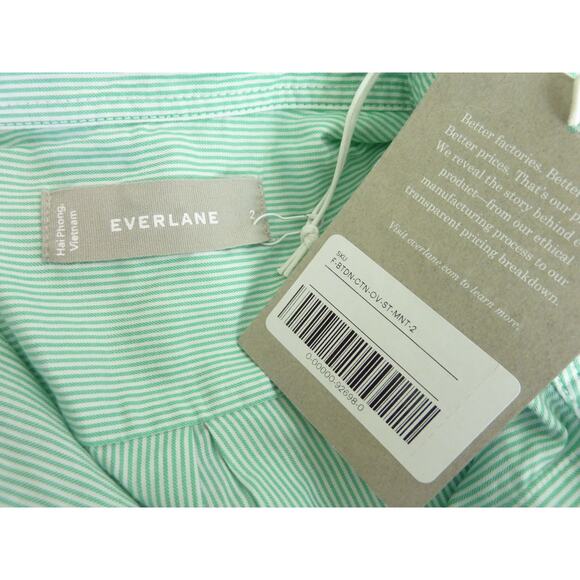 EVERLANE
2
Hai Phong,
Vietnam
Better factories. Better
Better prices. That's our
We reveal the story behind
product—from our ethical
manufacturing process to our
transparent pricing breakdown.
Visit everlane.com to learn more.
SKU
F-BTDN-CTN-OV-ST-MNT-2
0-00000-92698-0